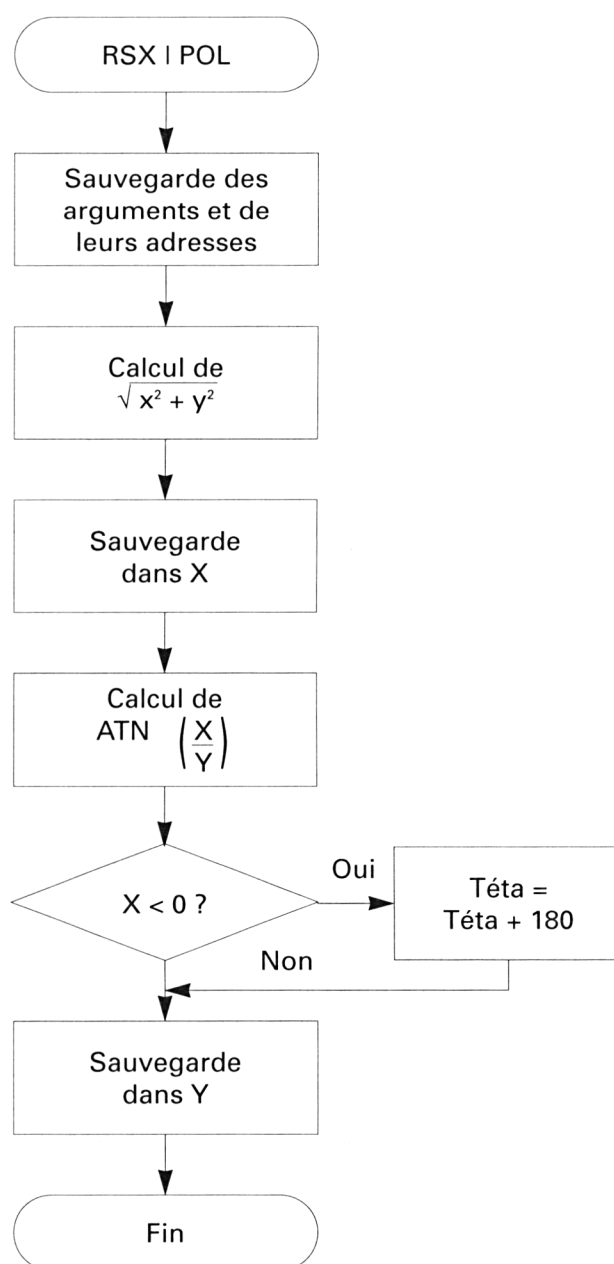 RSX | POL
Sauvegarde des
arguments et de
leurs adresses
Calcul de
√ x² + y²
Sauvegarde
dans X
Calcul de
ATN (X/Y)
X < 0 ?
Oui
Téta =
Téta + 180
Non
Sauvegarde
dans Y
Fin